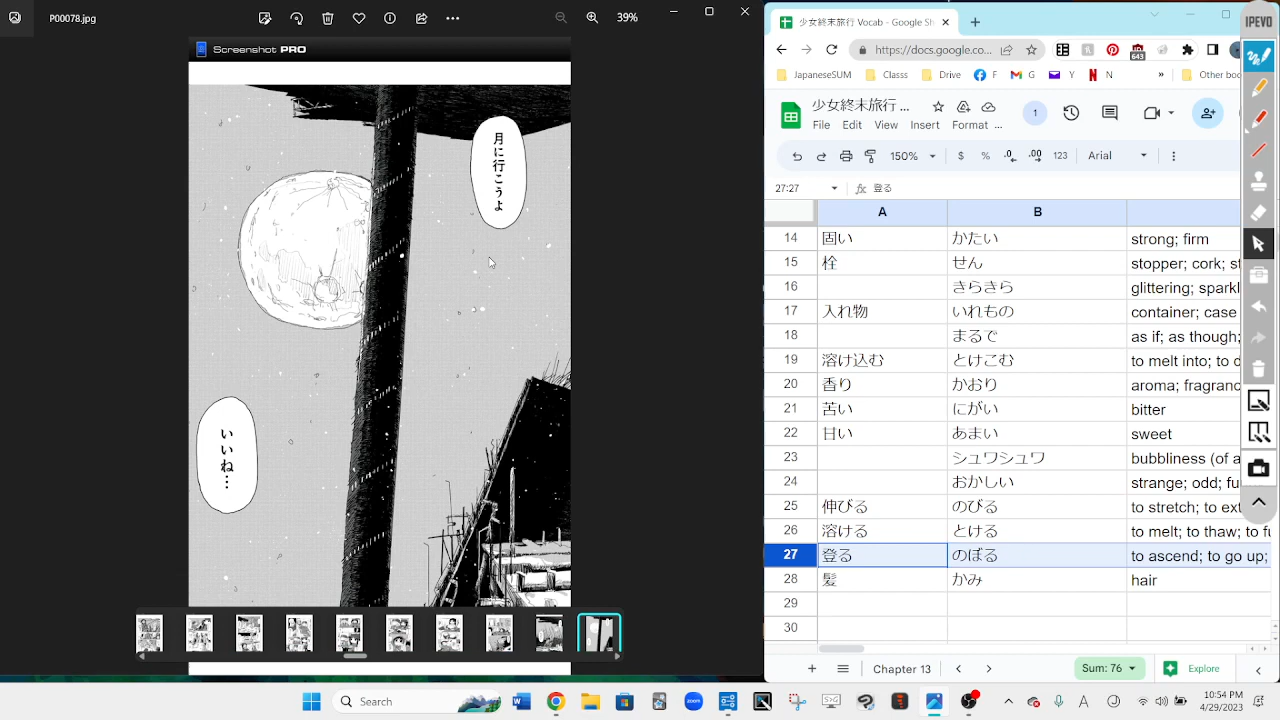 P00078.jpg
39%
Screenshot PRO
月に行こうよ
いいね…
少女終末旅行 Vocab - Google Sh
http://docs.google.co...
643
JapaneseSUM
Classs
Drive
F
G
Y
N
»
Other boo
少女終末旅行 ...
File Edit View Insert Format ...
1
100%
$ % .0 .00 123 Arial
27:27
fx 登る
A B
14 固い かたい strong; firm
15 栓 せん stopper; cork; st
16 きらきら glittering; sparkl
17 入れ物 いれもの container; case
18 まるで as if; as though;
19 溶け込む とけこむ to melt into; to
20 香り かおり aroma; fragranc
21 苦い にがい bitter
22 甘い あまい sweet
23 シュワシュワ bubbliness (of a
24 おかしい strange; odd; fu
25 伸びる のびる to stretch; to ext
26 溶ける とける to melt; to thaw; to fu
27 登る のぼる to ascend; to go up;
28 髪 かみ hair
29
30
Chapter 13
Sum: 76
Explore
IPEVO
Search
zoom
A
10:39 PM
10/29/2023